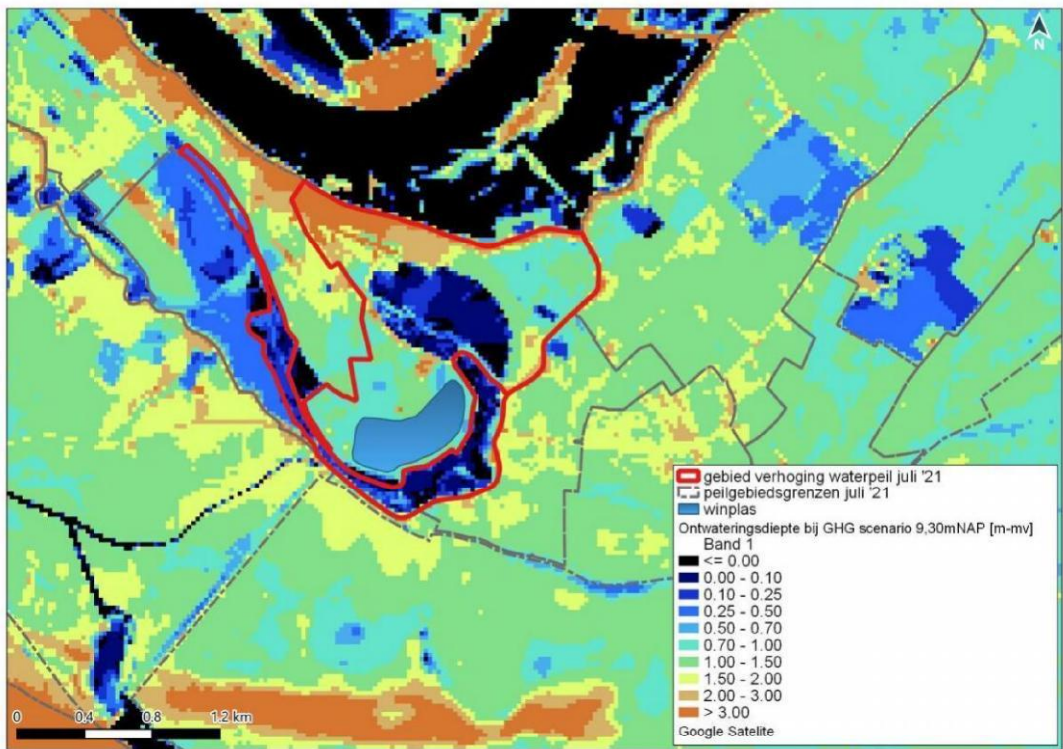 N
gebied verhoging waterpeil juli '21
peilgebiedsgrenzen juli '21
winplas
Ontwateringsdiepte bij GHG scenario 9,30mNAP [m-mv]
Band 1
<= 0.00
0.00 - 0.10
0.10 - 0.25
0.25 - 0.50
0.50 - 0.70
0.70 - 1.00
1.00 - 1.50
1.50 - 2.00
2.00 - 3.00
> 3.00
Google Satelite
0 0.4 0.8 1.2 km